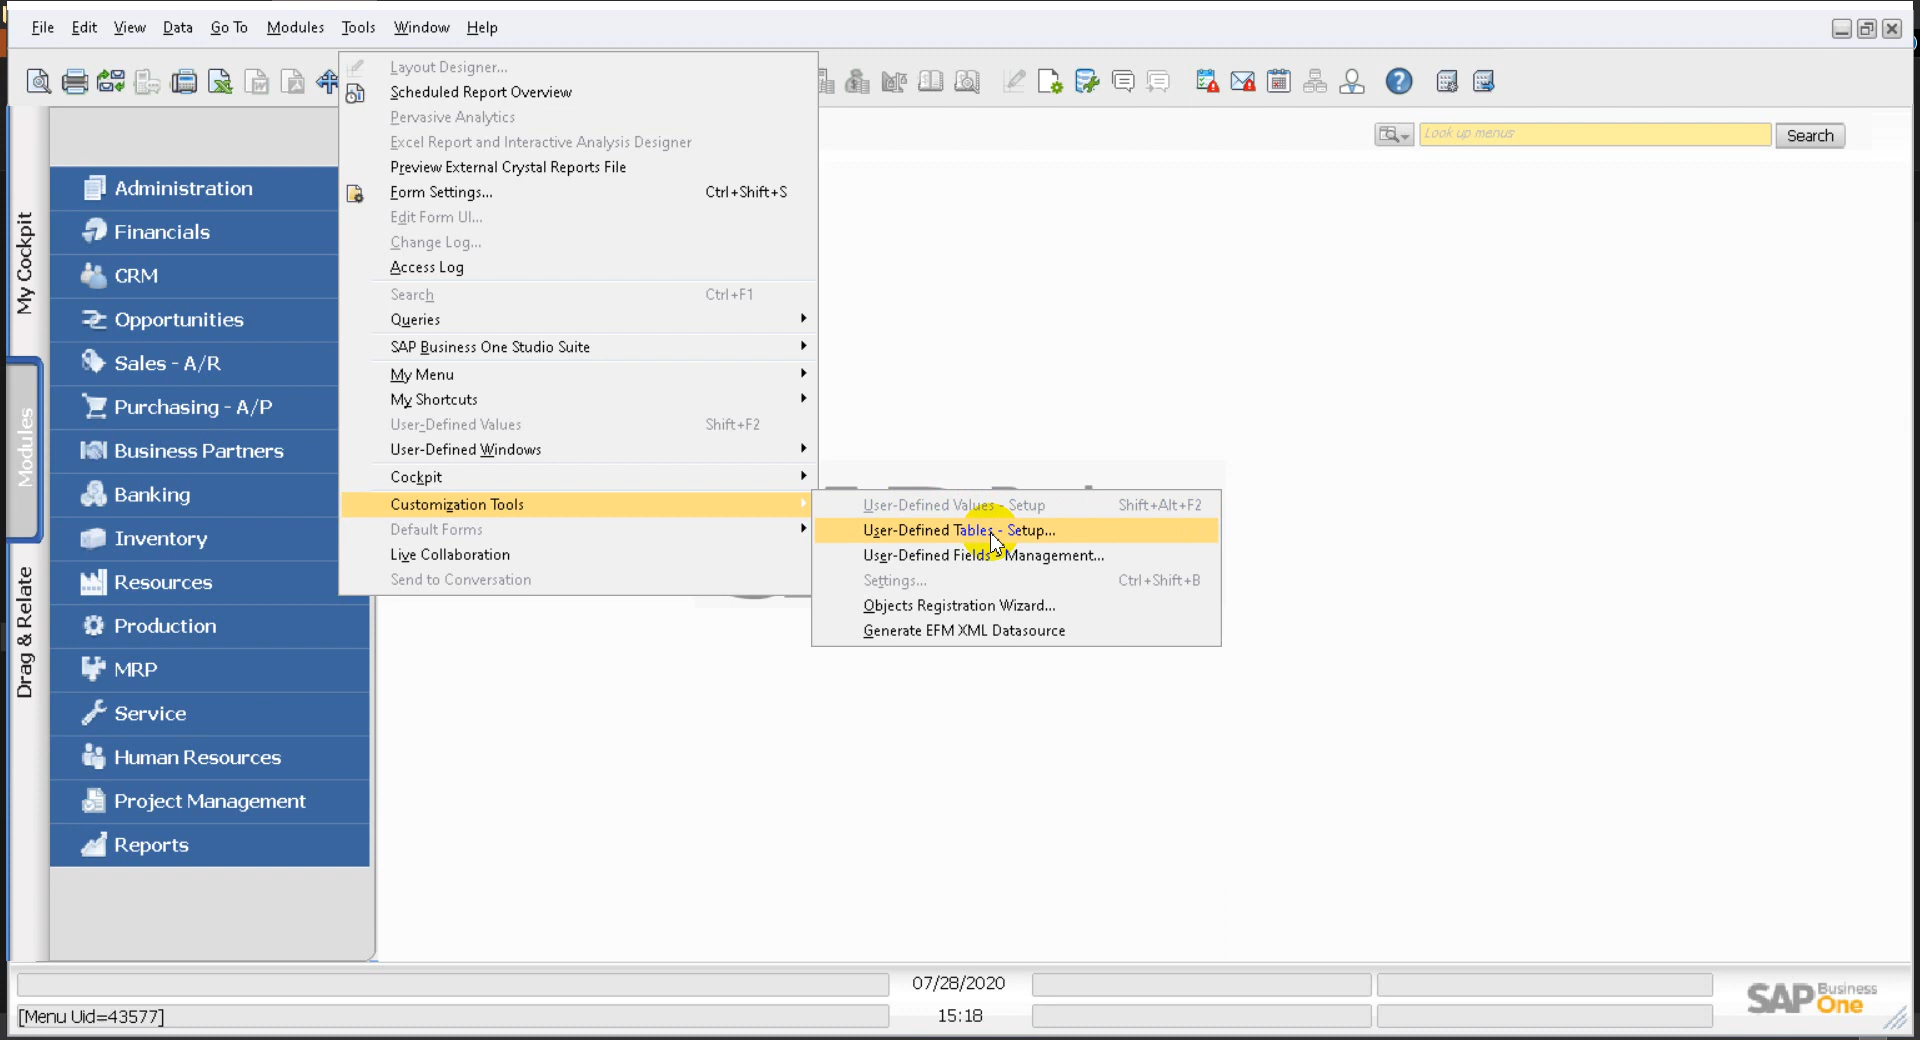 File Edit View Data Go To Modules Tools Window Help
Look up menus Search
My Cockpit
Modules
Drag & Relate
Administration
Financials
CRM
Opportunities
Sales - A/R
Purchasing - A/P
Business Partners
Banking
Inventory
Resources
Production
MRP
Service
Human Resources
Project Management
Reports
Layout Designer...
Scheduled Report Overview
Pervasive Analytics
Excel Report and Interactive Analysis Designer
Preview External Crystal Reports File
Form Settings... Ctrl+Shift+S
Edit Form UI...
Change Log...
Access Log
Search Ctrl+F1
Queries
SAP Business One Studio Suite
My Menu
My Shortcuts
User-Defined Values Shift+F2
User-Defined Windows
Cockpit
Customization Tools
Default Forms
Live Collaboration
Send to Conversation
User-Defined Values - Setup Shift+Alt+F2
User-Defined Tables - Setup...
User-Defined Fields - Management...
Settings... Ctrl+Shift+B
Objects Registration Wizard...
Generate EFM XML Datasource
07/28/2020
[Menu Uid=43577] 15:18
SAP Business One